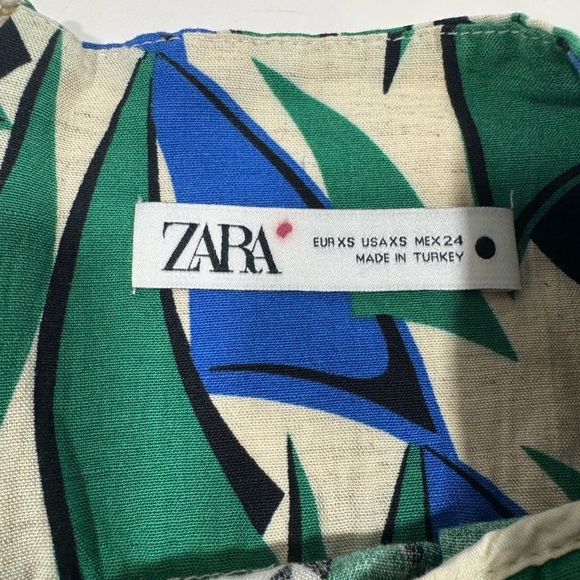 ZARA
EUR XS USA XS MEX 24
MADE IN TURKEY